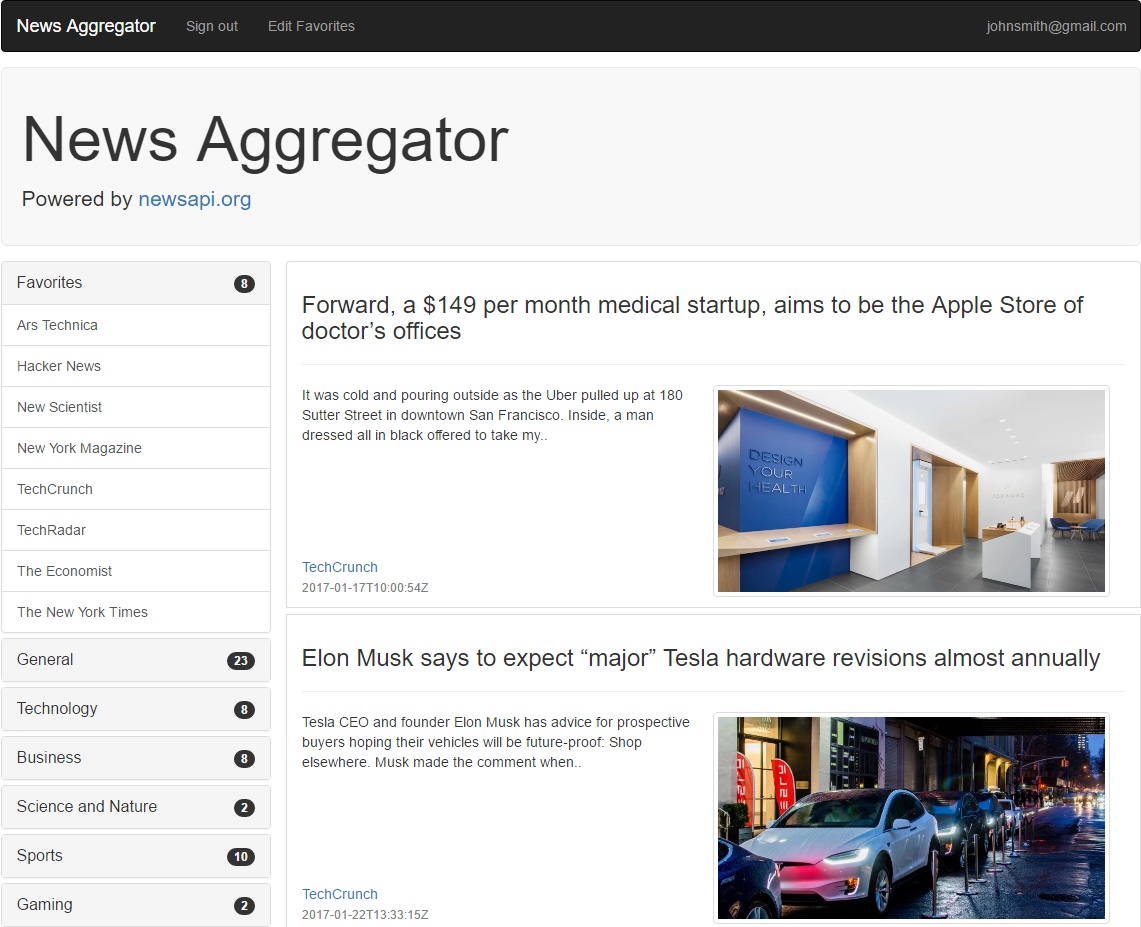 News Aggregator Sign out Edit Favorites johnsmith@gmail.com
News Aggregator
Powered by newsapi.org
Favorites 8
Ars Technica
Hacker News
New Scientist
New York Magazine
TechCrunch
TechRadar
The Economist
The New York Times
General 23
Technology 8
Business 8
Science and Nature 2
Sports 10
Gaming 2
Forward, a $149 per month medical startup, aims to be the Apple Store of
doctor’s offices
It was cold and pouring outside as the Uber pulled up at 180
Sutter Street in downtown San Francisco. Inside, a man
dressed all in black offered to take my..
DESIGN
YOUR
HEALTH
FORWARD
TechCrunch
2017-01-17T10:00:54Z
Elon Musk says to expect “major” Tesla hardware revisions almost annually
Tesla CEO and founder Elon Musk has advice for prospective
buyers hoping their vehicles will be future-proof: Shop
elsewhere. Musk made the comment when..
TechCrunch
2017-01-22T13:33:15Z